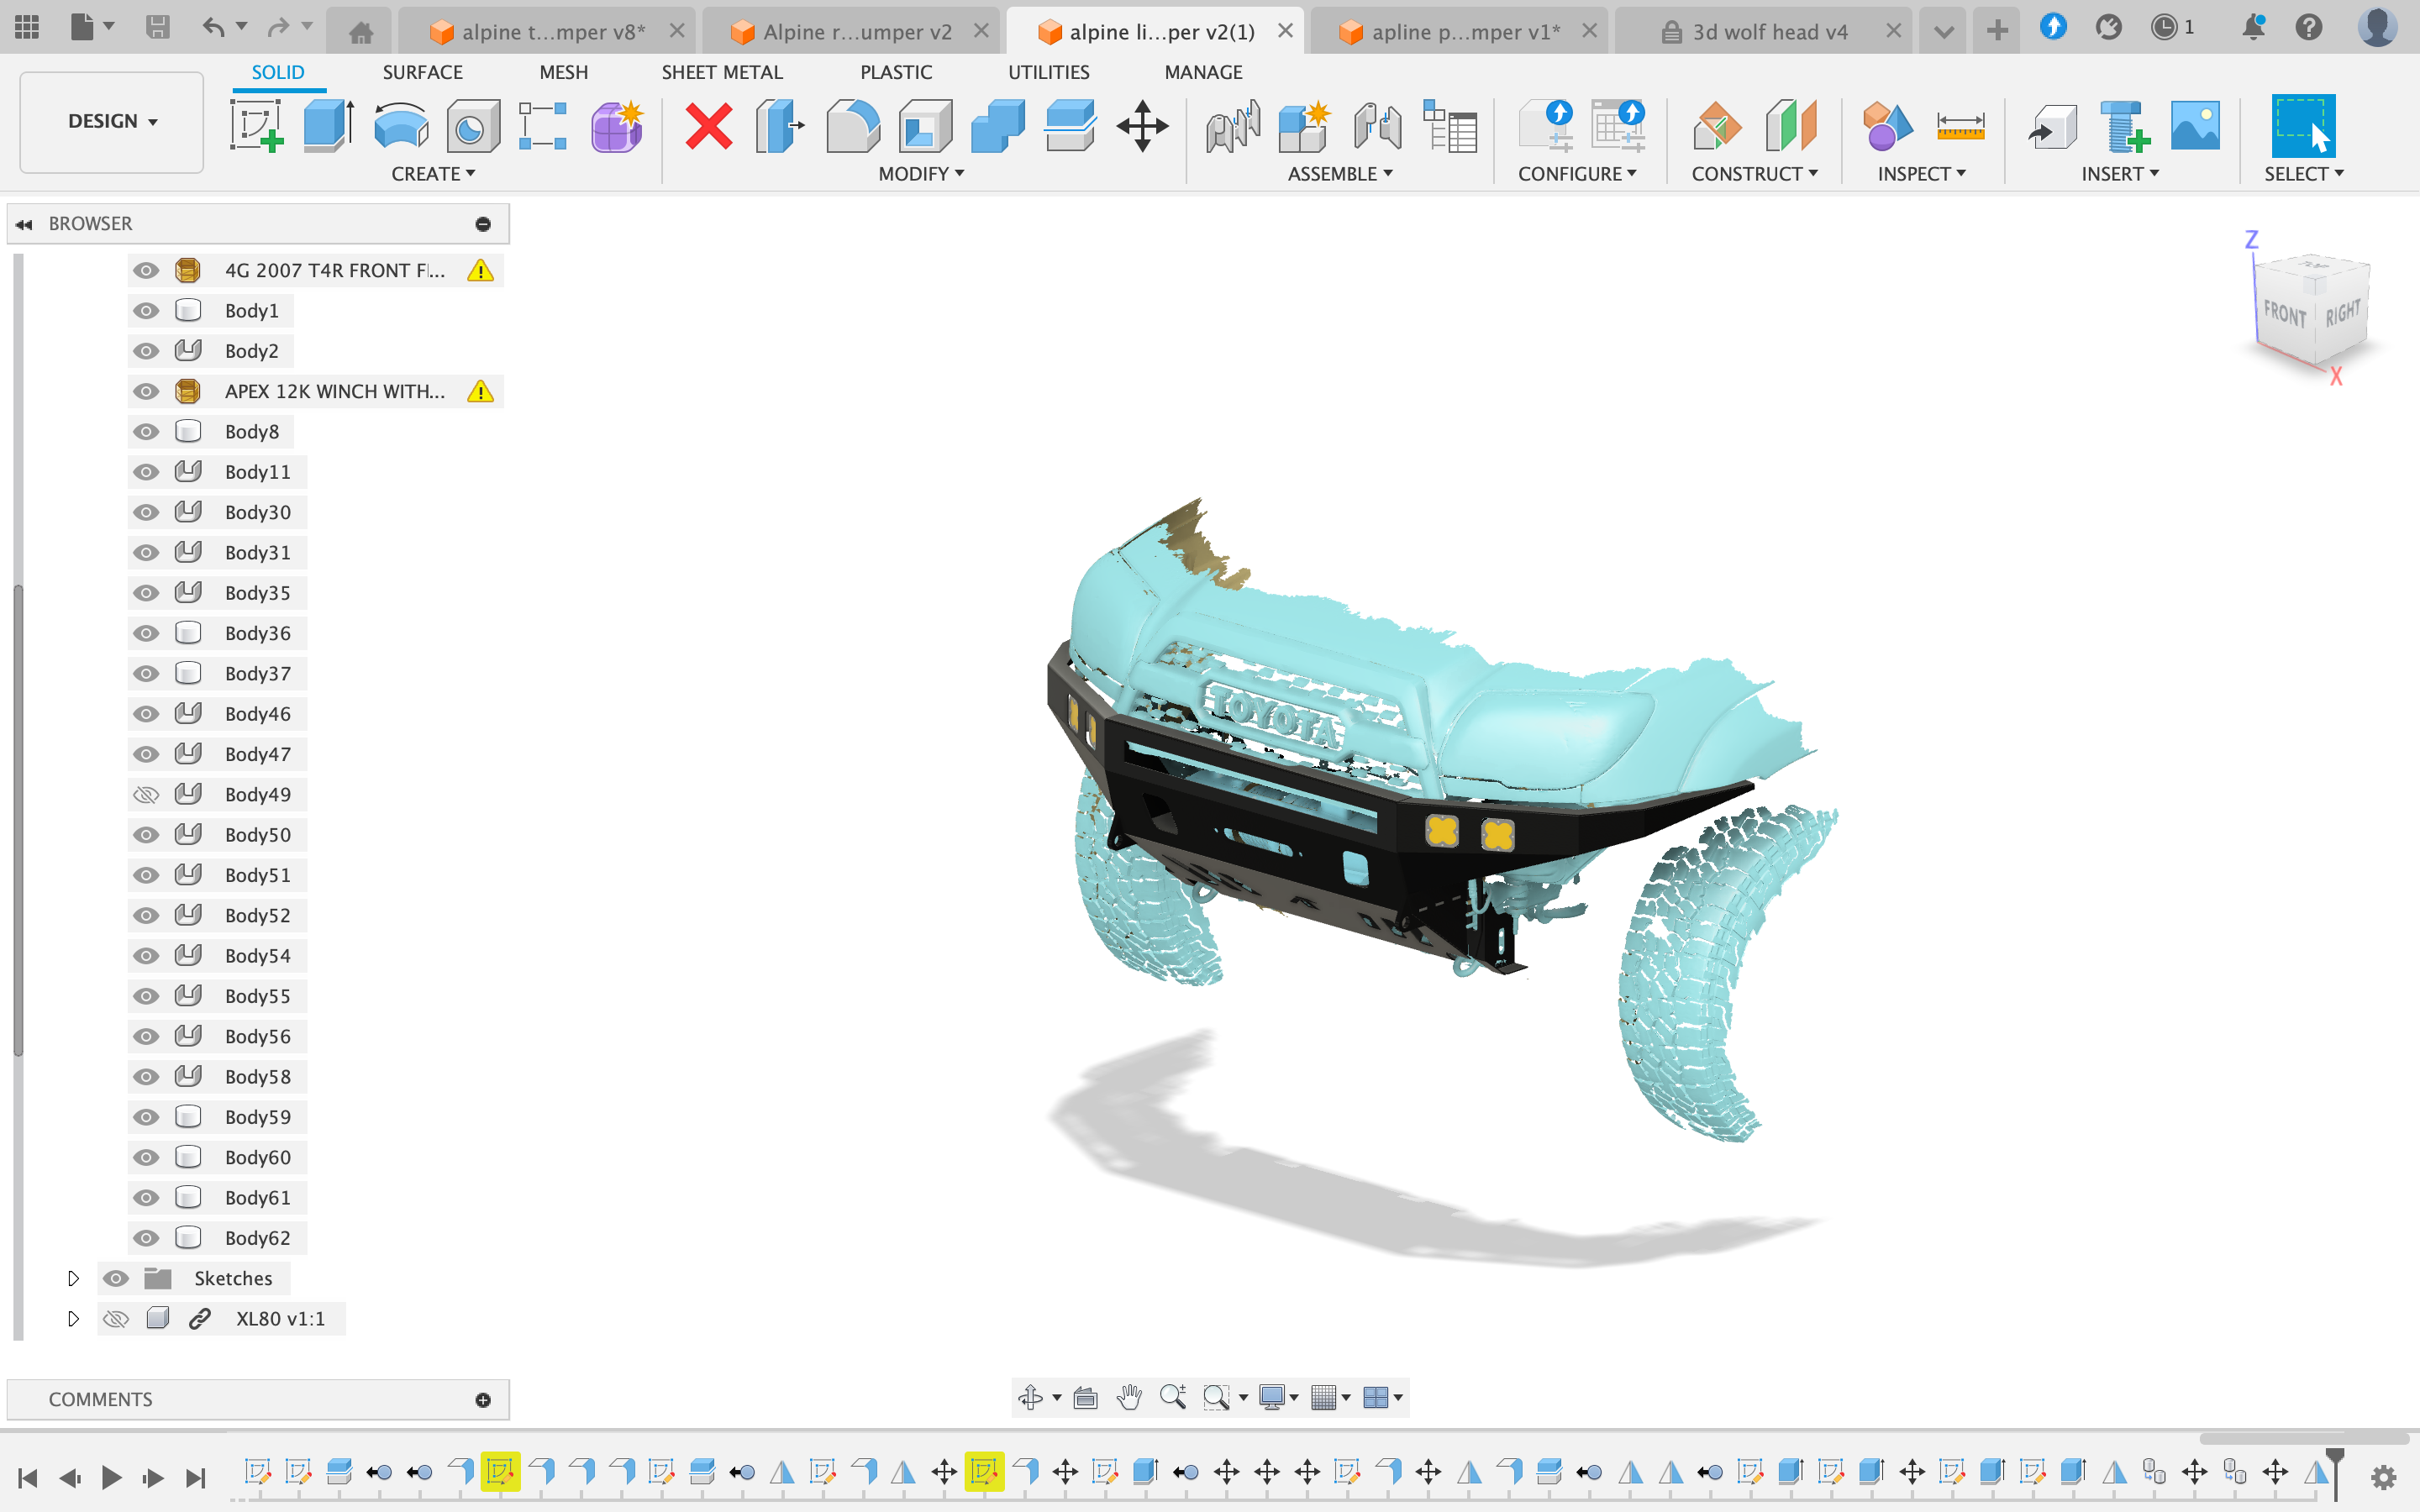 alpine t...mper v8*
Alpine r...umper v2
alpine li...per v2(1)
apline p...mper v1*
3d wolf head v4
1
DESIGN
SOLID
SURFACE
MESH
SHEET METAL
PLASTIC
UTILITIES
MANAGE
CREATE
MODIFY
ASSEMBLE
CONFIGURE
CONSTRUCT
INSPECT
INSERT
SELECT
BROWSER
4G 2007 T4R FRONT F...
Body1
Body2
APEX 12K WINCH WITH...
Body8
Body11
Body30
Body31
Body35
Body36
Body37
Body46
Body47
Body49
Body50
Body51
Body52
Body54
Body55
Body56
Body58
Body59
Body60
Body61
Body62
Sketches
XL80 v1:1
COMMENTS
Z
TOP
FRONT
RIGHT
X
TOYOTA